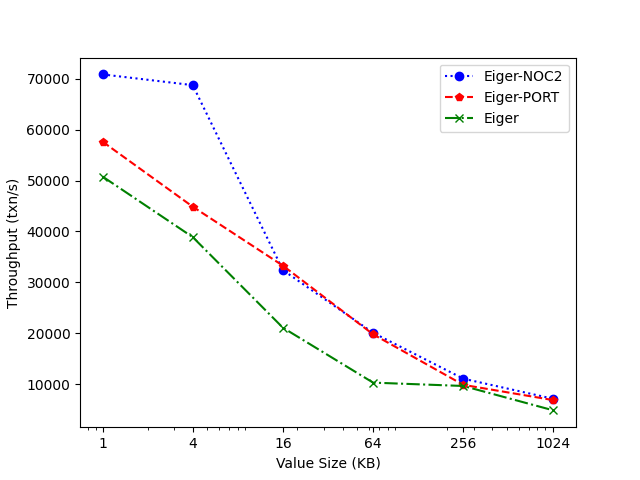 70000
60000
50000
40000
30000
20000
10000
Throughput (txn/s)
Eiger-NOC2
Eiger-PORT
Eiger
1 4 16 64 256 1024
Value Size (KB)